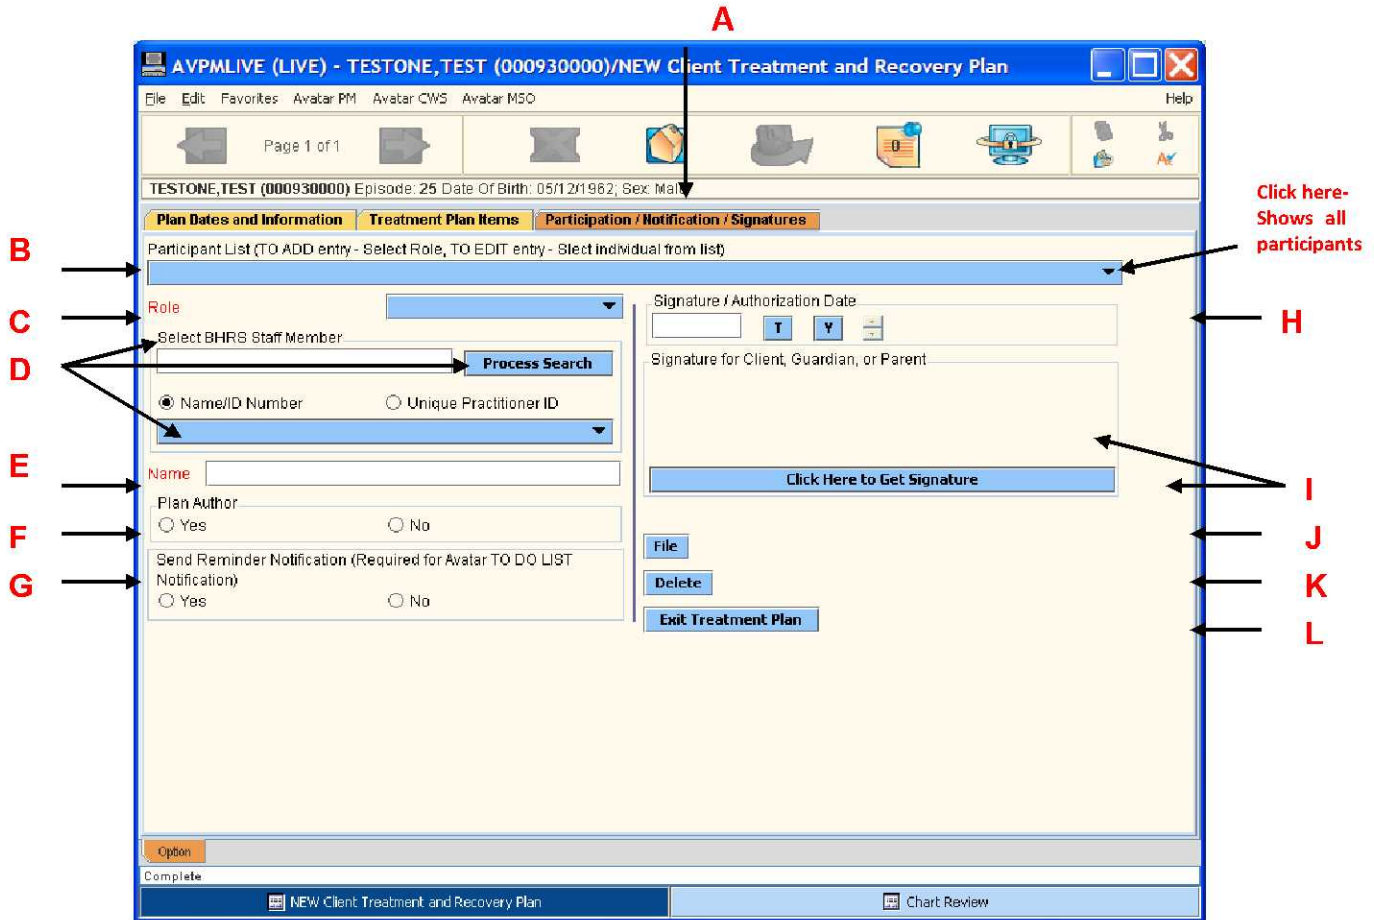 A
AVPMLIVE (LIVE) - TESTONE,TEST (000930000)/NEW Client Treatment and Recovery Plan
File Edit Favorites Avatar PM Avatar CWS Avatar MSO Help
Page 1 of 1
TESTONE,TEST (000930000) Episode: 25 Date Of Birth: 05/12/1962; Sex: Male
Plan Dates and Information Treatment Plan Items Participation / Notification / Signatures
Click here-
Shows all
participants
B
Participant List (TO ADD entry - Select Role, TO EDIT entry - Slect individual from list)
C
Role
Signature / Authorization Date
T Y
H
D
Select BHRS Staff Member
Process Search
Signature for Client, Guardian, or Parent
Name/ID Number Unique Practitioner ID
E
Name
Click Here to Get Signature
I
F
Plan Author
Yes No
File
J
G
Send Reminder Notification (Required for Avatar TO DO LIST
Notification)
Yes No
Delete
K
Exit Treatment Plan
L
Option
Complete
NEW Client Treatment and Recovery Plan Chart Review